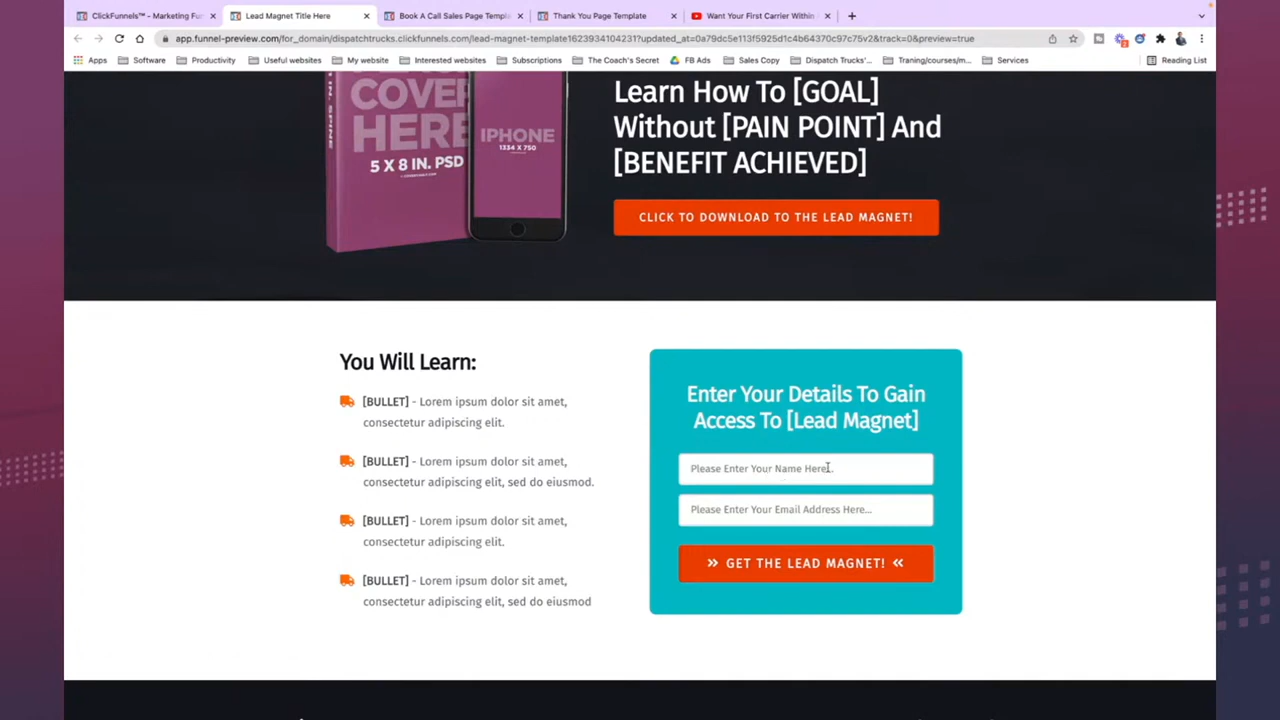 ClickFunnels™ - Marketing Fu
Lead Magnet Title Here
Book A Call Sales Page Templ
Thank You Page Template
Want Your First Carrier Within
app.funnel-preview.com/for_domain/dispatchtrucks.clickfunnels.com/lead-magnet-template1623934104231?updated_at=0a79dc5e113f5925d1c4b64370c97c75v2&track=0&preview=true
Apps
Software
Productivity
Useful websites
My website
Interested websites
Subscriptions
The Coach's Secret
FB Ads
Sales Copy
Dispatch Trucks'...
Traning/courses/m...
Services
Reading List
COVER
HERE
5 X 8 IN. PSD
IN. SPINE
IPHONE
1334 X 750
Learn How To [GOAL]
Without [PAIN POINT] And
[BENEFIT ACHIEVED]
CLICK TO DOWNLOAD TO THE LEAD MAGNET!
You Will Learn:
[BULLET] - Lorem ipsum dolor sit amet,
consectetur adipiscing elit.
[BULLET] - Lorem ipsum dolor sit amet,
consectetur adipiscing elit, sed do eiusmod.
[BULLET] - Lorem ipsum dolor sit amet,
consectetur adipiscing elit.
[BULLET] - Lorem ipsum dolor sit amet,
consectetur adipiscing elit, sed do eiusmod
Enter Your Details To Gain
Access To [Lead Magnet]
Please Enter Your Name Here...
Please Enter Your Email Address Here...
» GET THE LEAD MAGNET! «